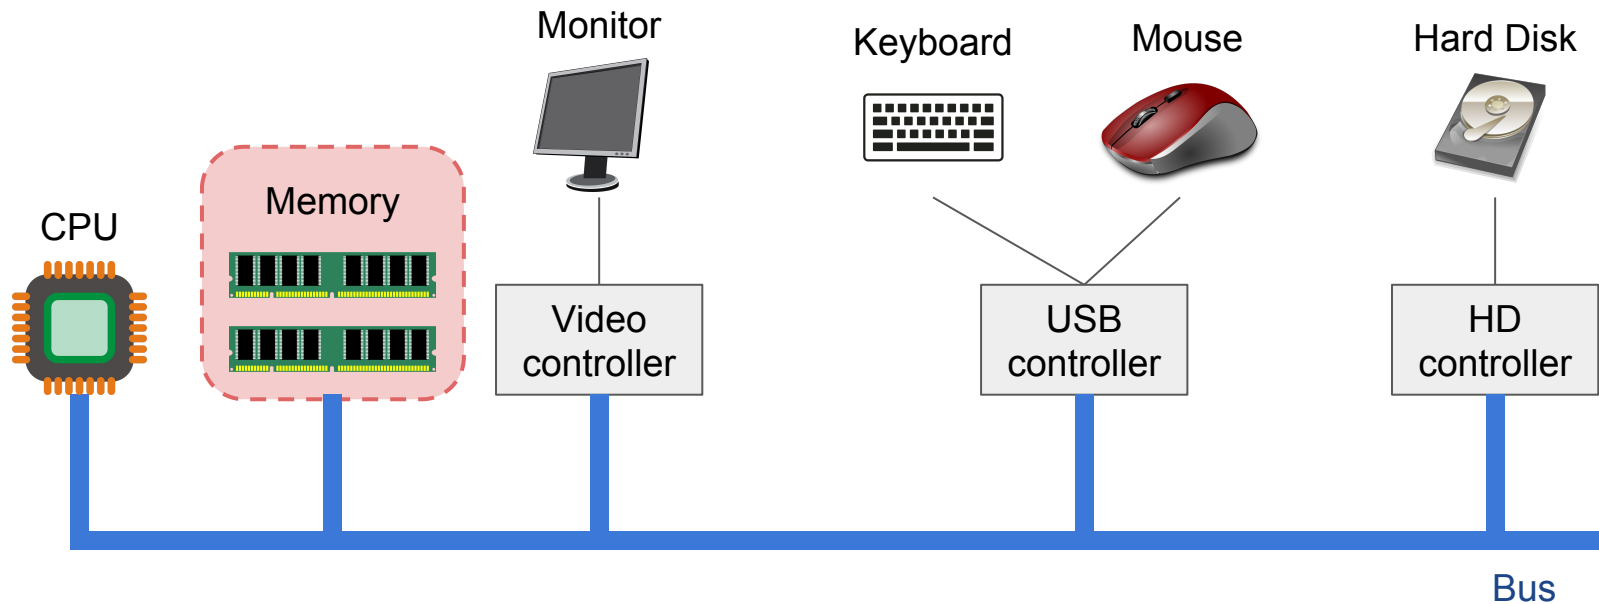 Monitor
Keyboard
Mouse
Hard Disk
Memory
CPU
Video
controller
USB
controller
HD
controller
Bus